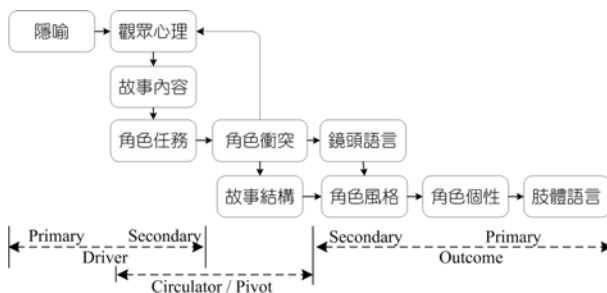 隱喻
觀眾心理
故事內容
角色任務
角色衝突
鏡頭語言
故事結構
角色風格
角色個性
肢體語言
Primary Secondary
Driver
Secondary Primary
Outcome
Circulator / Pivot